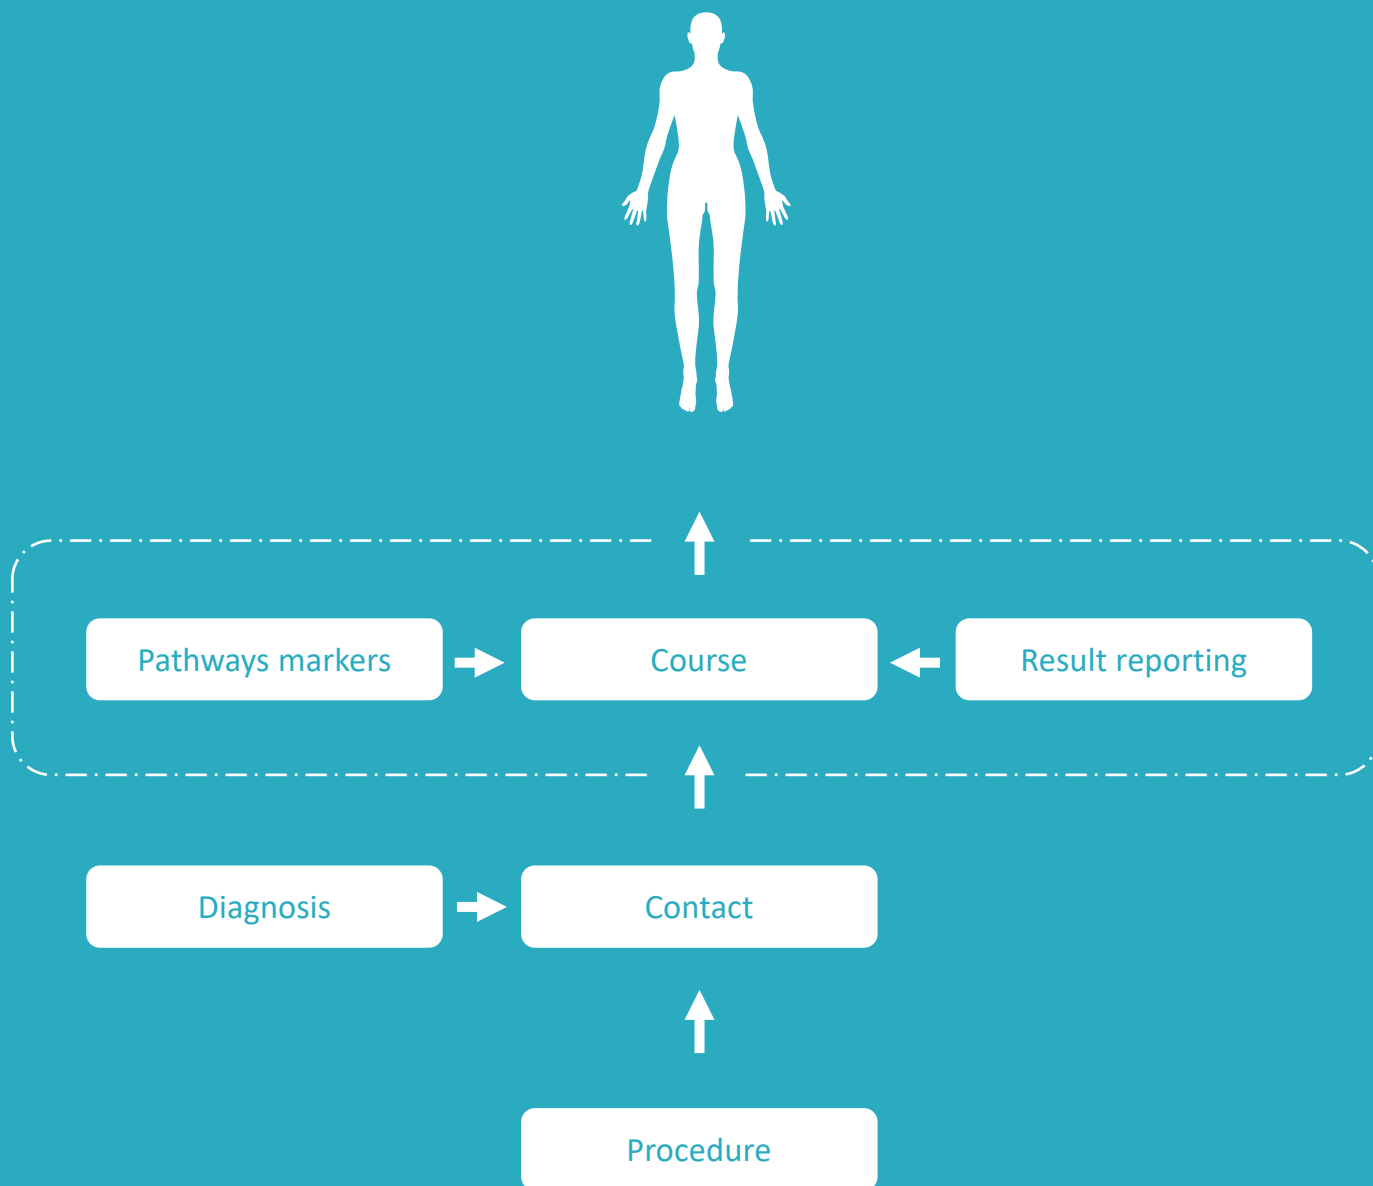 Pathways markers
Course
Result reporting
Diagnosis
Contact
Procedure